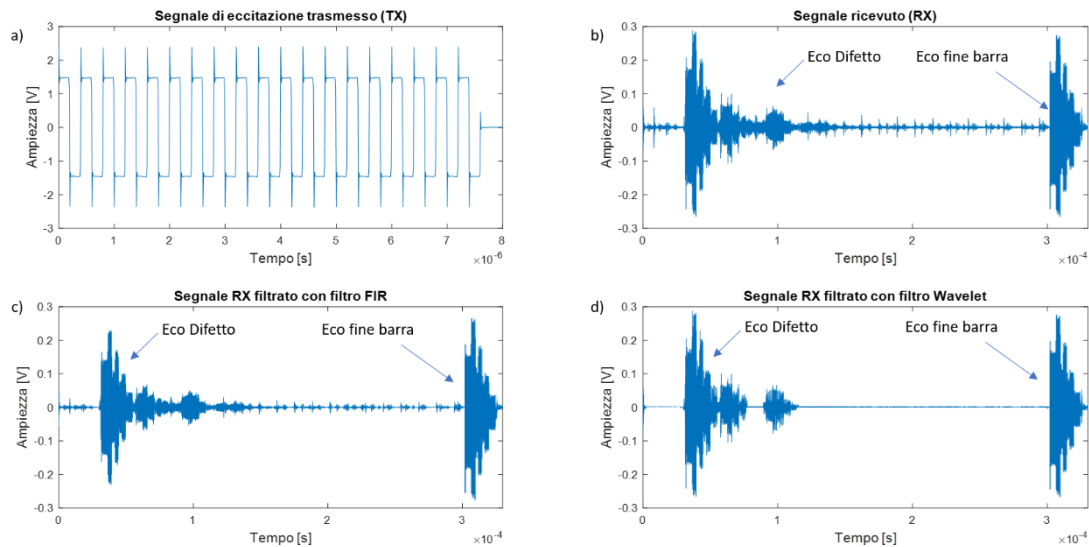 a)
Segnale di eccitazione trasmesso (TX)
Ampiezza [V]
3
2
1
0
-1
-2
-3
0 1 2 3 4 5 6 7 8
Tempo [s]
×10⁻⁶
b)
Segnale ricevuto (RX)
Eco Difetto
Eco fine barra
Ampiezza [V]
0.3
0.2
0.1
0
-0.1
-0.2
-0.3
0 1 2 3
Tempo [s]
×10⁻⁴
c)
Segnale RX filtrato con filtro FIR
Eco Difetto
Eco fine barra
Ampiezza [V]
0.3
0.2
0.1
0
-0.1
-0.2
-0.3
0 1 2 3
Tempo [s]
×10⁻⁴
d)
Segnale RX filtrato con filtro Wavelet
Eco Difetto
Eco fine barra
Ampiezza [V]
0.3
0.2
0.1
0
-0.1
-0.2
-0.3
0 1 2 3
Tempo [s]
×10⁻⁴